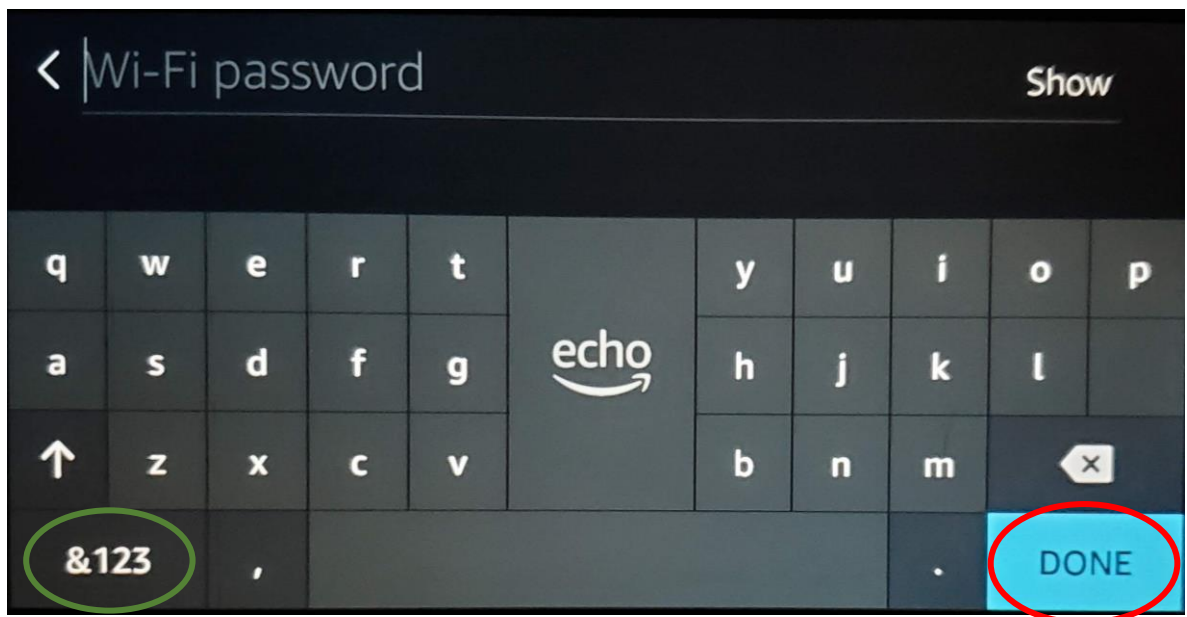 Wi-Fi password Show
q w e r t y u i o p
a s d f g echo h j k l
z x c v b n m
&123 , . DONE